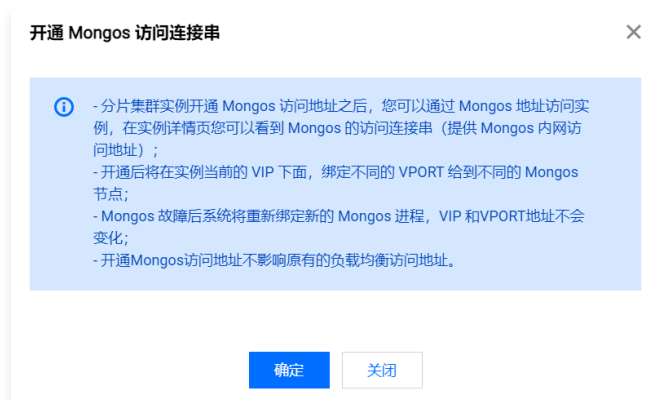 开通 Mongos 访问连接串
- 分片集群实例开通 Mongos 访问地址之后，您可以通过 Mongos 地址访问实
例，在实例详情页您可以看到 Mongos 的访问连接串（提供 Mongos 内网访
问地址）；
- 开通后将在实例当前的 VIP 下面，绑定不同的 VPORT 给到不同的 Mongos
节点；
- Mongos 故障后系统将重新绑定新的 Mongos 进程，VIP 和VPORT地址不会
变化；
- 开通Mongos访问地址不影响原有的负载均衡访问地址。
确定
关闭